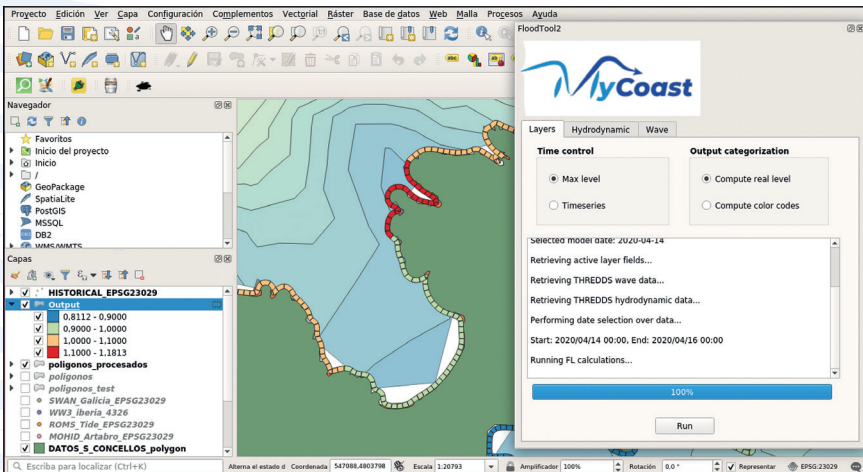 Proyecto Edición Ver Capa Configuración Complementos Vectorial Ráster Base de datos Web Malla Procesos Ayuda
FloodTool2
MyCoast
Layers Hydrodynamic Wave
Time control
Max level
Timeseries
Output categorization
Compute real level
Compute color codes
Selected model date: 2020-04-14
Retrieving active layer fields...
Retrieving THREDDS wave data...
Retrieving THREDDS hydrodynamic data...
Performing date selection over data...
Start: 2020/04/14 00:00, End: 2020/04/16 00:00
Running FL calculations...
100%
Run
Navegador
Favoritos
Inicio del proyecto
Inicio
/
GeoPackage
SpatiaLite
PostGIS
MSSQL
DB2
WMS/WMTS
Capas
HISTORICAL_EPSG23029
Output
0,8112 - 0,9000
0,9000 - 1,0000
1,0000 - 1,1000
1,1000 - 1,1813
poligonos_procesados
poligonos
poligonos_test
SWAN_Galicia_EPSG23029
WW3_iberia_4326
ROMS_Tide_EPSG23029
MOHID_Artabro_EPSG23029
DATOS_S_CONCELLOS_polygon
Escriba para localizar (Ctrl+K) Alterna el estado d Coordenada 547088,4803798 Escala 1:20793 Amplificador 100% Rotación 0,0 ° Representar EPSG:23029